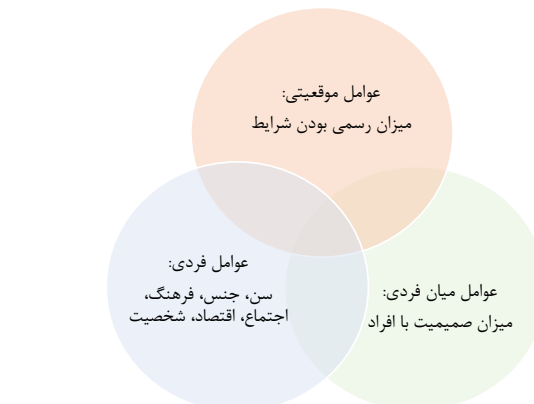 عوامل موقعیتی:
میزان رسمی بودن شرایط
عوامل فردی:
سن، جنس، فرهنگ،
اجتماع، اقتصاد، شخصیت
عوامل میان فردی:
میزان صمیمیت با افراد